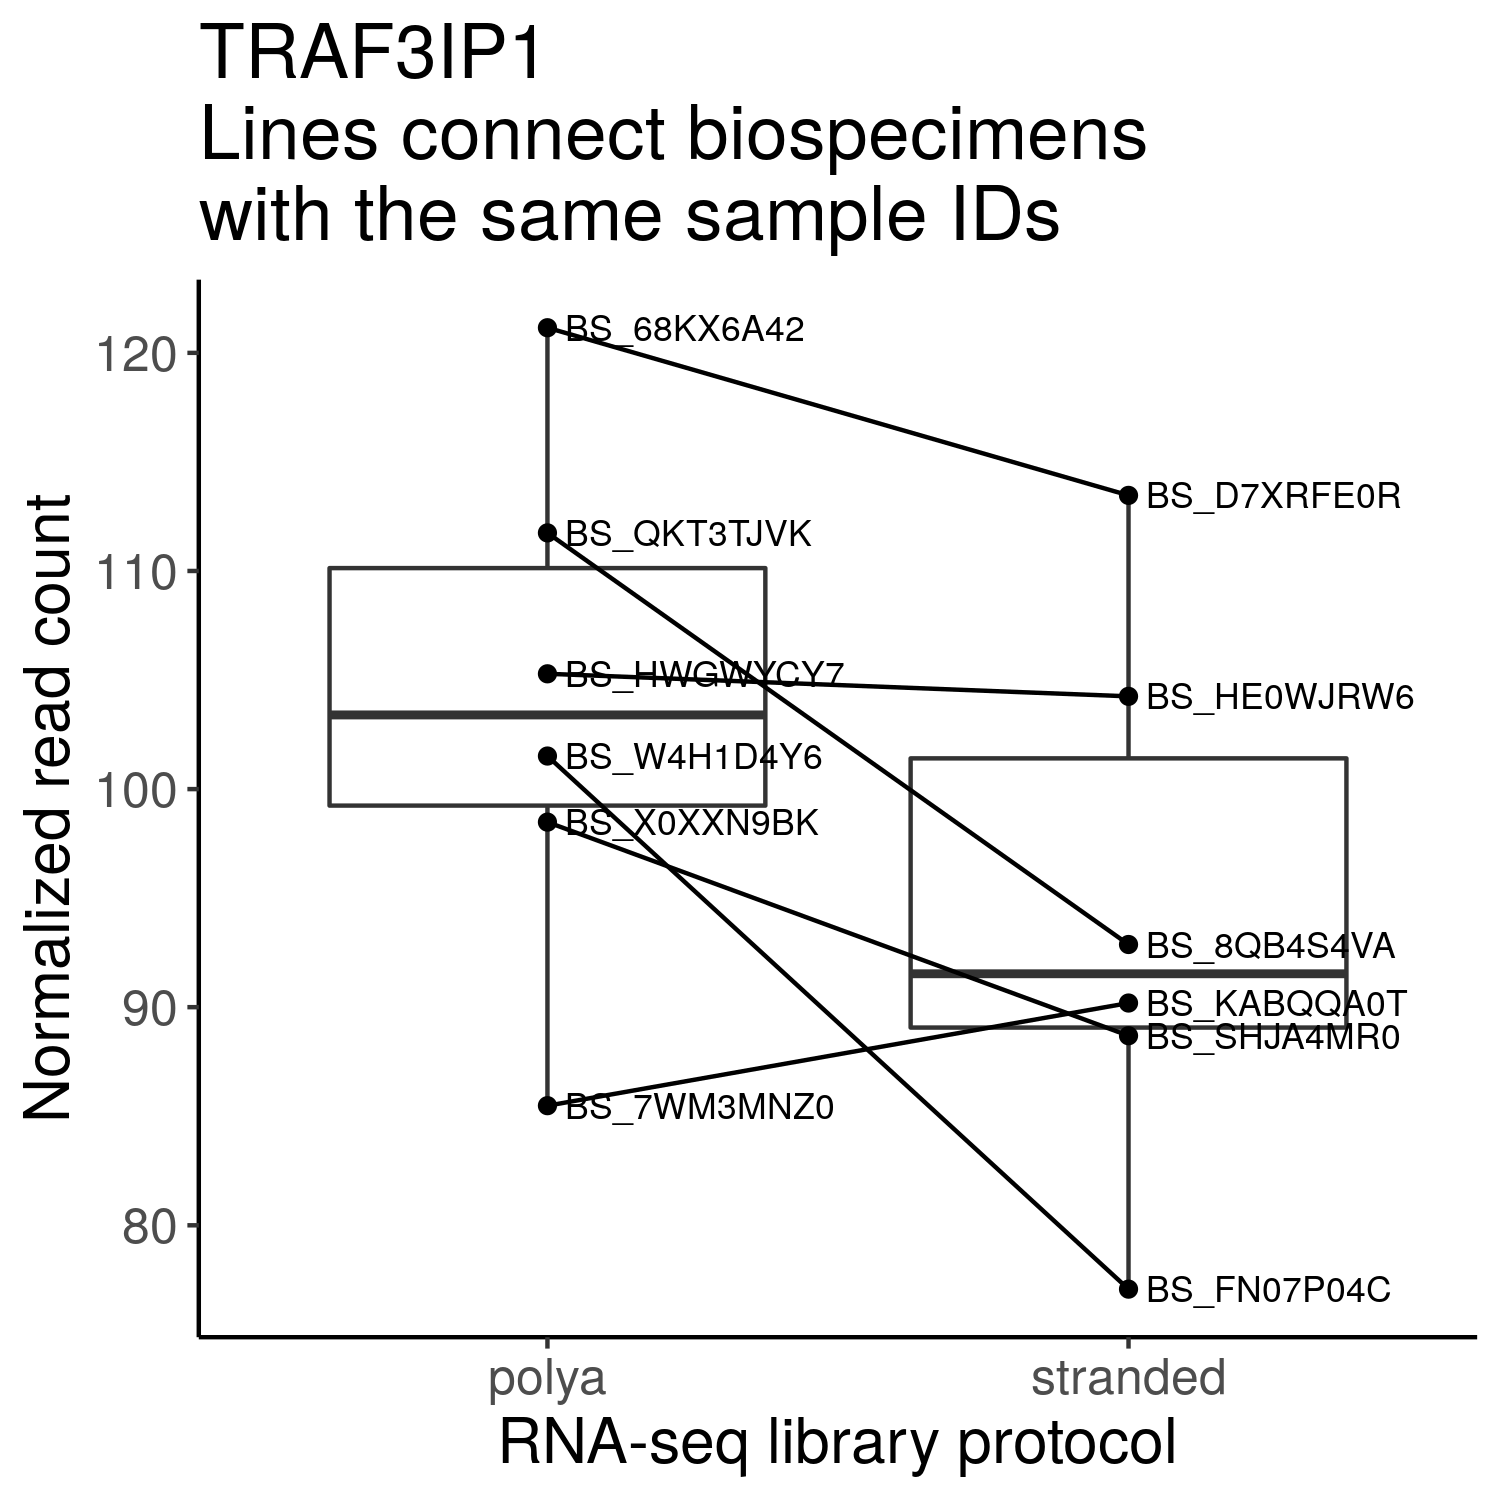 TRAF3IP1
Lines connect biospecimens
with the same sample IDs
Normalized read count
120
110
100
90
80
BS_68KX6A42
BS_D7XRFE0R
BS_QKT3TJVK
BS_HWGWYCY7
BS_HE0WJRW6
BS_W4H1D4Y6
BS_X0XXN9BK
BS_8QB4S4VA
BS_KABQQA0T
BS_SHJA4MR0
BS_7WM3MNZ0
BS_FN07P04C
polya
stranded
RNA-seq library protocol